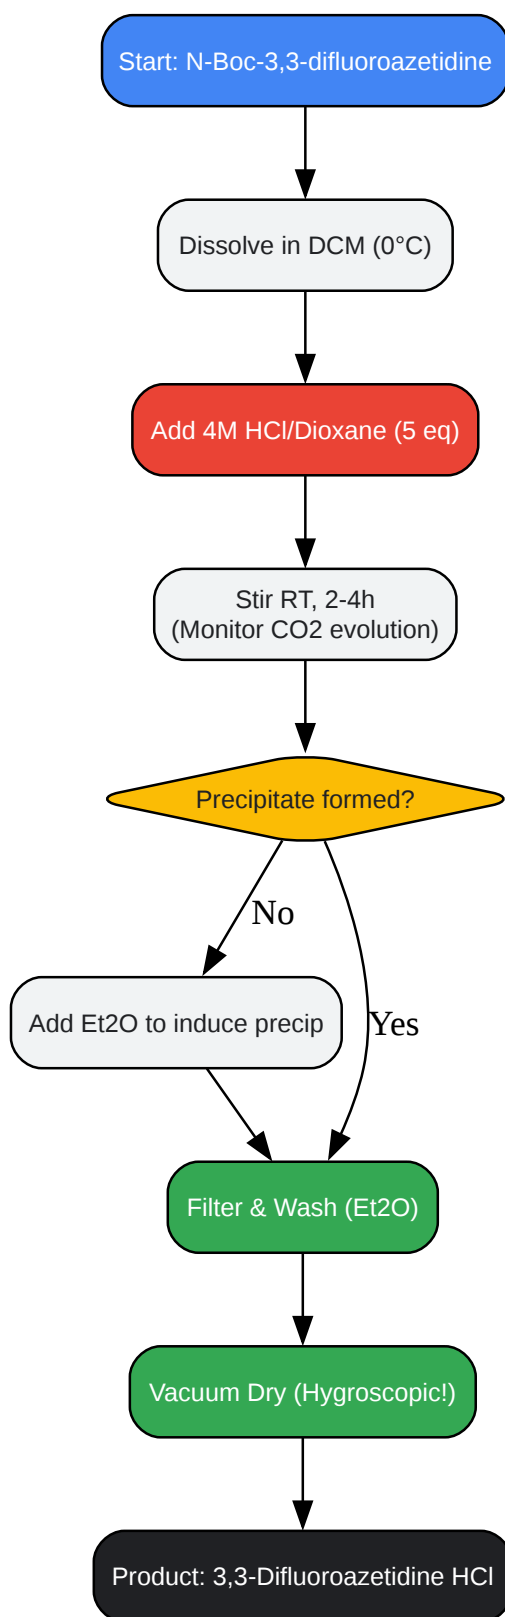 Start: N-Boc-3,3-difluoroazetidine
Dissolve in DCM (0°C)
Add 4M HCl/Dioxane (5 eq)
Stir RT, 2-4h
(Monitor CO2 evolution)
Precipitate formed?
No
Add Et2O to induce precip
Yes
Filter & Wash (Et2O)
Vacuum Dry (Hygroscopic!)
Product: 3,3-Difluoroazetidine HCl